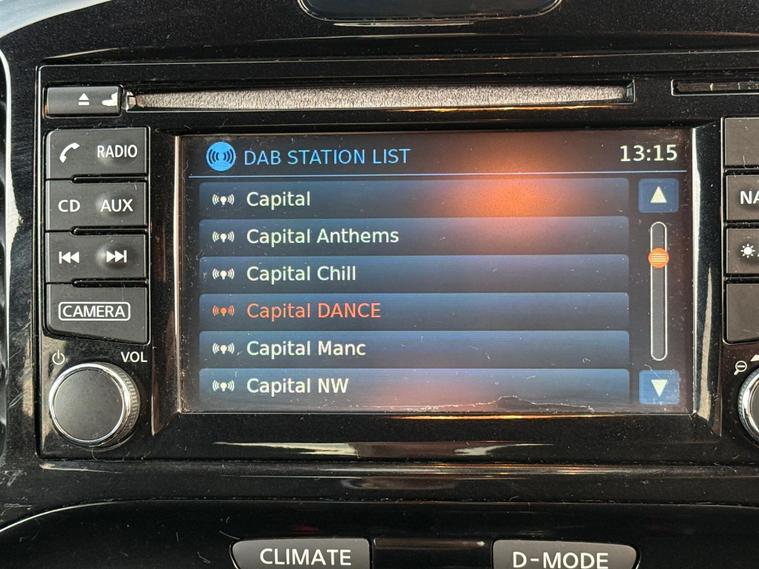 DAB STATION LIST 13:15
RADIO
CD AUX
CAMERA
VOL
Capital
Capital Anthems
Capital Chill
Capital DANCE
Capital Manc
Capital NW
CLIMATE
D-MODE